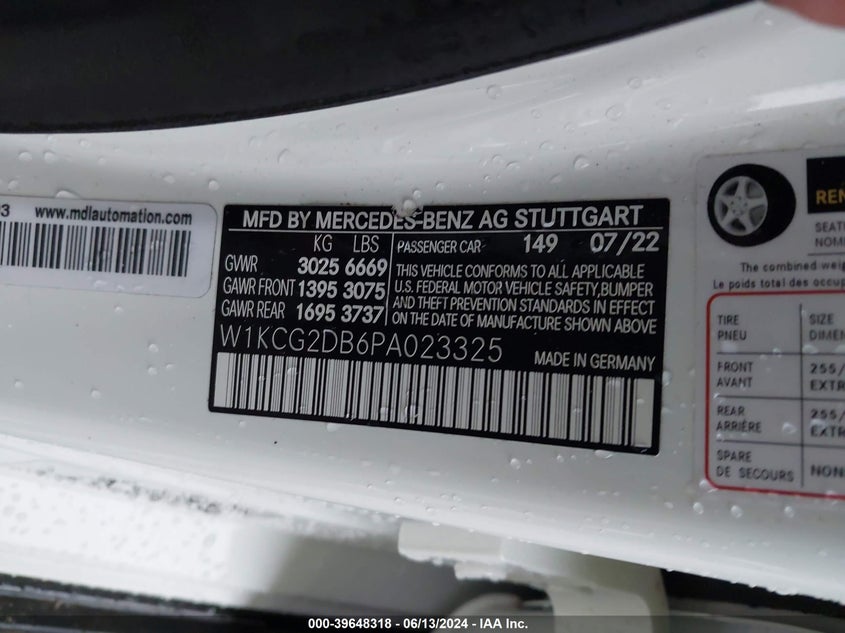 3 www.mdlautomation.com
MFD BY MERCEDES-BENZ AG STUTTGART
KG LBS
GVWR 3025 6669
GAWR FRONT 1395 3075
GAWR REAR 1695 3737
PASSENGER CAR 149 07/22
THIS VEHICLE CONFORMS TO ALL APPLICABLE
U.S. FEDERAL MOTOR VEHICLE SAFETY, BUMPER
AND THEFT PREVENTION STANDARDS IN EFFECT
ON THE DATE OF MANUFACTURE SHOWN ABOVE
W1KCG2DB6PA023325
MADE IN GERMANY
The combined
Le poids total des
TIRE SIZE
PNEU
FRONT 255/
AVANT
REAR 255/
ARRIÈRE
SPARE
DE SECOURS
000-39648318 - 06/13/2024 - IAA Inc.